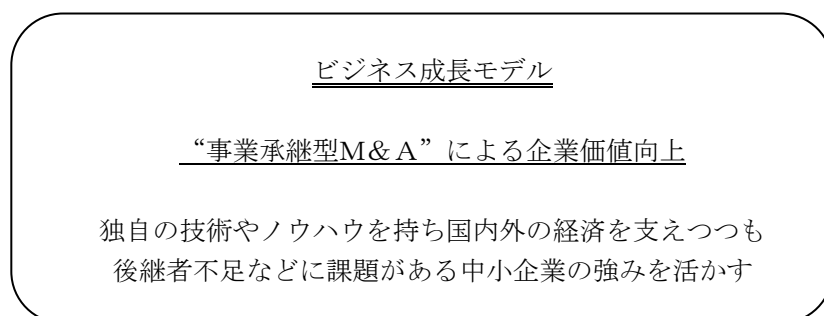 ビジネス成長モデル
“事業承継型M&A”による企業価値向上
独自の技術やノウハウを持ち国内外の経済を支えつつも
後継者不足などに課題がある中小企業の強みを活かす